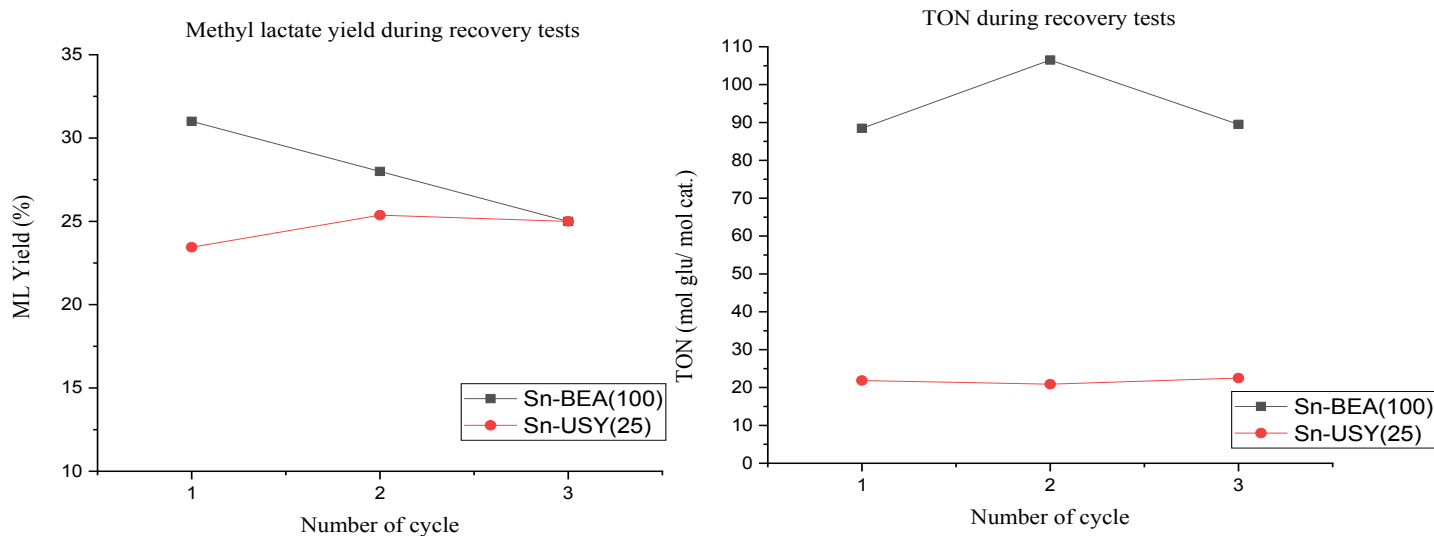 Methyl lactate yield during recovery tests
35
30
25
20
15
10
ML Yield (%)
1 2 3
Number of cycle
Sn-BEA(100)
Sn-USY(25)
TON during recovery tests
110
100
90
80
70
60
50
40
30
20
10
0
TON (mol glu/ mol cat.)
1 2 3
Number of cycle
Sn-BEA(100)
Sn-USY(25)